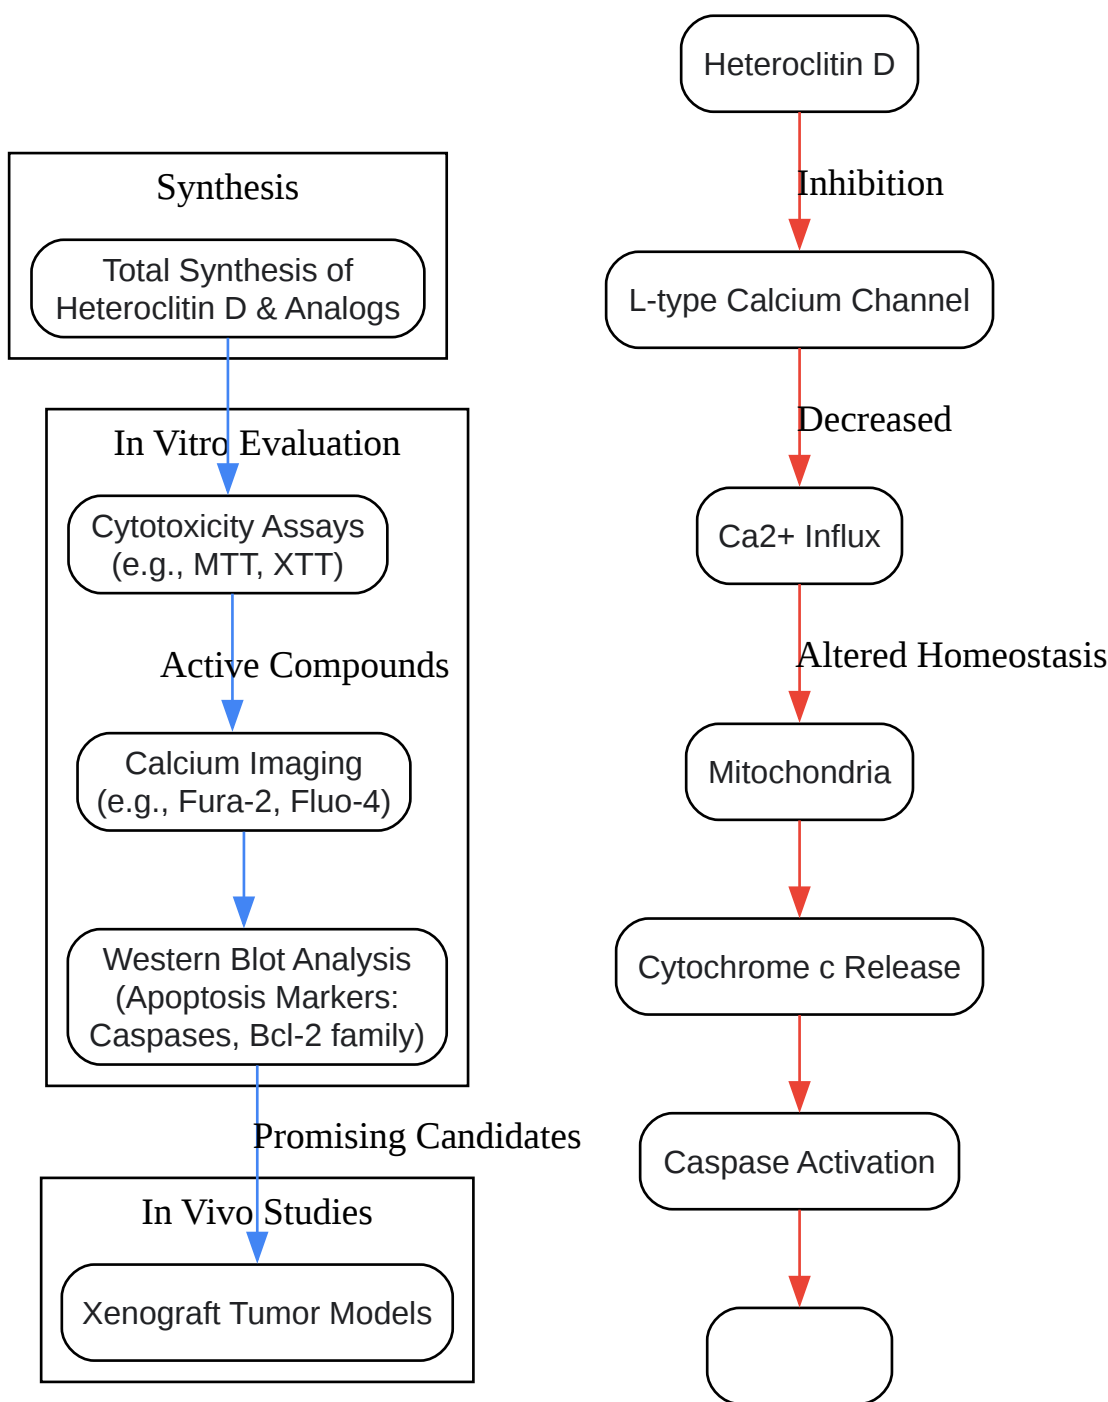 Synthesis
Total Synthesis of
Heteroclitin D & Analogs
In Vitro Evaluation
Cytotoxicity Assays
(e.g., MTT, XTT)
Active Compounds
Calcium Imaging
(e.g., Fura-2, Fluo-4)
Western Blot Analysis
(Apoptosis Markers:
Caspases, Bcl-2 family)
Promising Candidates
In Vivo Studies
Xenograft Tumor Models
Heteroclitin D
Inhibition
L-type Calcium Channel
Decreased
Ca2+ Influx
Altered Homeostasis
Mitochondria
Cytochrome c Release
Caspase Activation